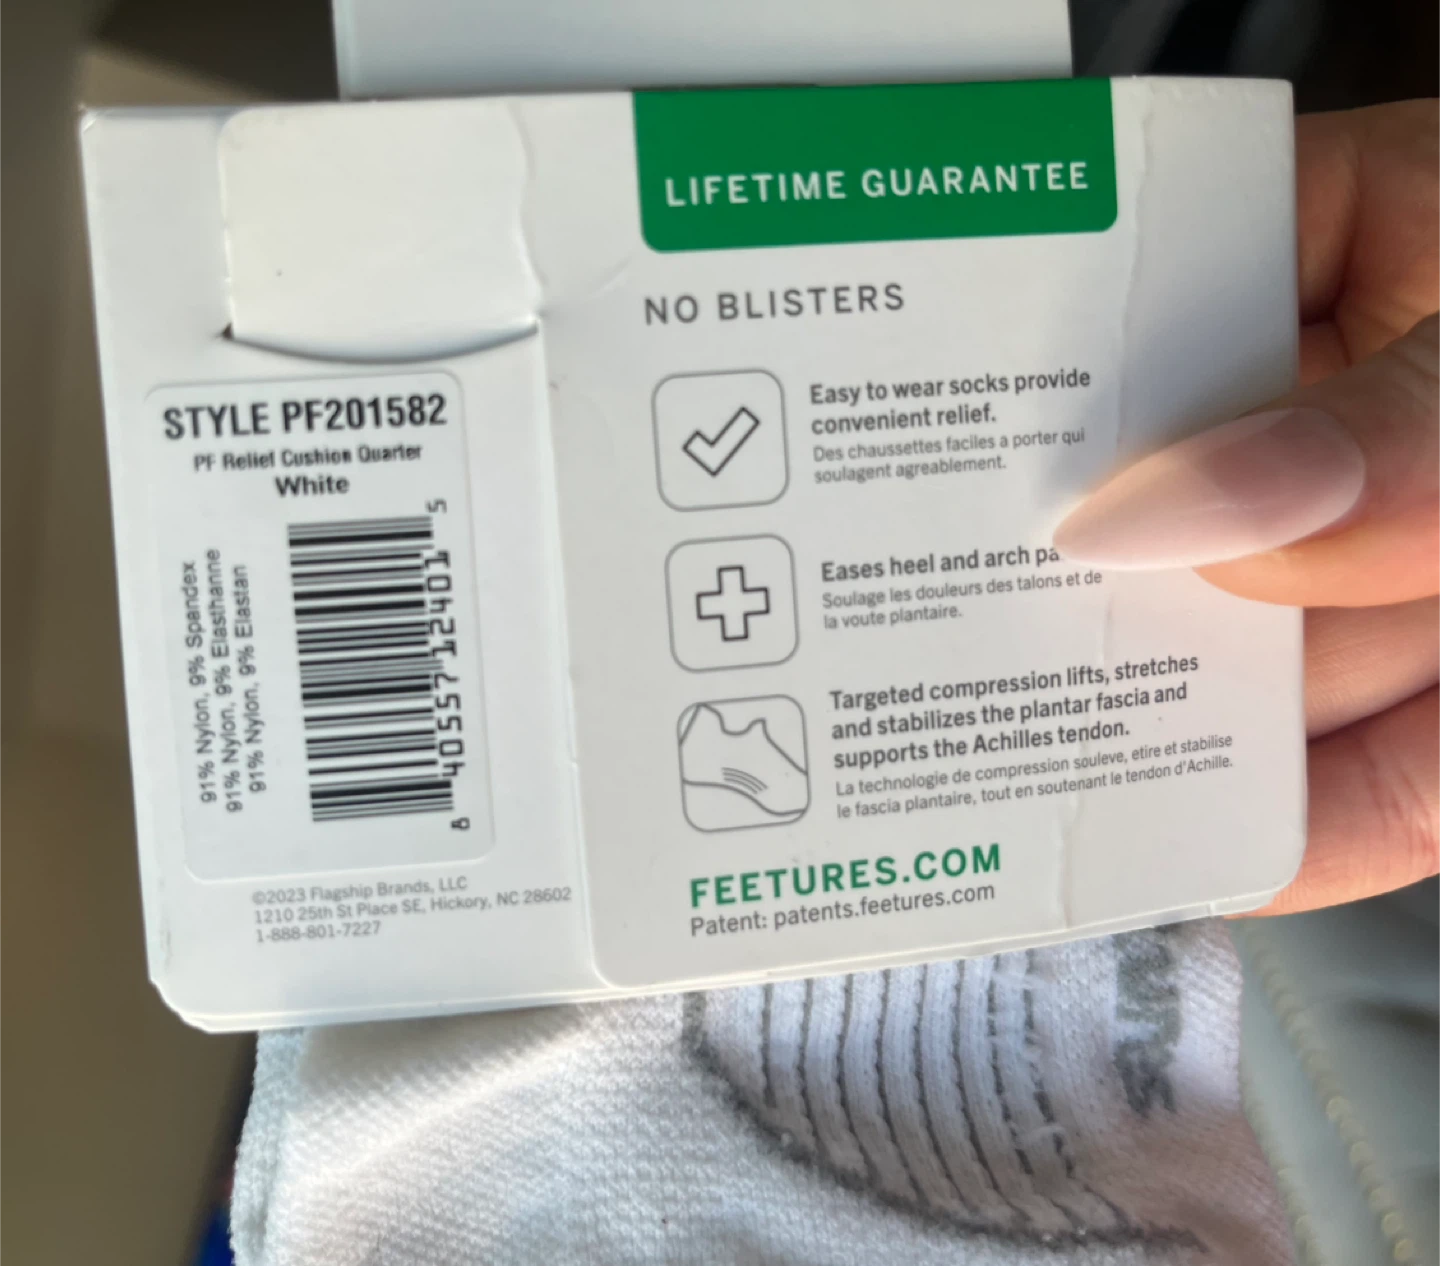 LIFETIME GUARANTEE
NO BLISTERS
Easy to wear socks provide
convenient relief.
Des chaussettes faciles a porter qui
soulagent agreablement.
Eases heel and arch pa
Soulage les douleurs des talons et de
la voute plantaire.
Targeted compression lifts, stretches
and stabilizes the plantar fascia and
supports the Achilles tendon.
La technologie de compression souleve, etire et stabilise
le fascia plantaire, tout en soutenant le tendon d'Achille.
FEETURES.COM
Patent: patents.feetures.com
STYLE PF201582
PF Relief Cushion Quarter
White
91% Nylon, 9% Spandex
91% Nylon, 9% Elasthanne
91% Nylon, 9% Elastan
8 40557 12401 5
©2023 Flagship Brands, LLC
1210 25th St Place SE, Hickory, NC 28602
1-888-801-7227